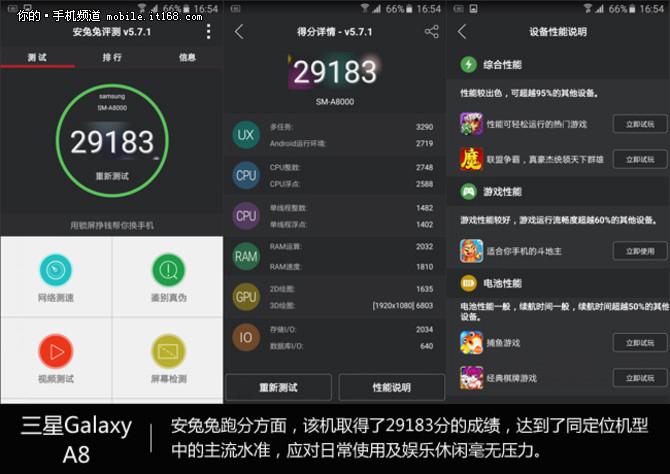 你的·手机频道 mobile.it168.com
66% 16:54
安兔兔评测 v5.7.1
测试 排行 信息
samsung
SM-A8000
29183
重新测试
用锁屏挣钱帮你换手机
网络测速 鉴别真伪
视频测试 屏幕检测
66% 16:54
得分详情 - v5.7.1
29183
SM-A8000
UX
多任务: 3290
Android运行环境: 2719
CPU
CPU整数: 2748
CPU浮点: 2588
CPU
单线程整数: 1482
单线程浮点: 1402
RAM
RAM运算: 2032
RAM速度: 1810
GPU
2D绘图: 1635
3D绘图: [1920x1080] 6803
IO
存储I/O: 2034
数据库I/O: 640
重新测试 性能说明
66% 16:54
设备性能说明
综合性能
性能较出色，可超越95%的其他设备。
性能可轻松运行的热门游戏 立即试玩
联盟争霸，真豪杰统领天下群雄 立即试玩
游戏性能
游戏性能较好，游戏运行流畅度超越60%的其他设备。
适合你手机的斗地主 立即使用
电池性能
电池性能一般，续航时间一般，续航时间超越50%的其他
设备。
捕鱼游戏 立即试玩
经典棋牌游戏 立即试玩
三星Galaxy
A8
安兔兔跑分方面，该机取得了29183分的成绩，达到了同定位机型
中的主流水准，应对日常使用及娱乐休闲毫无压力。